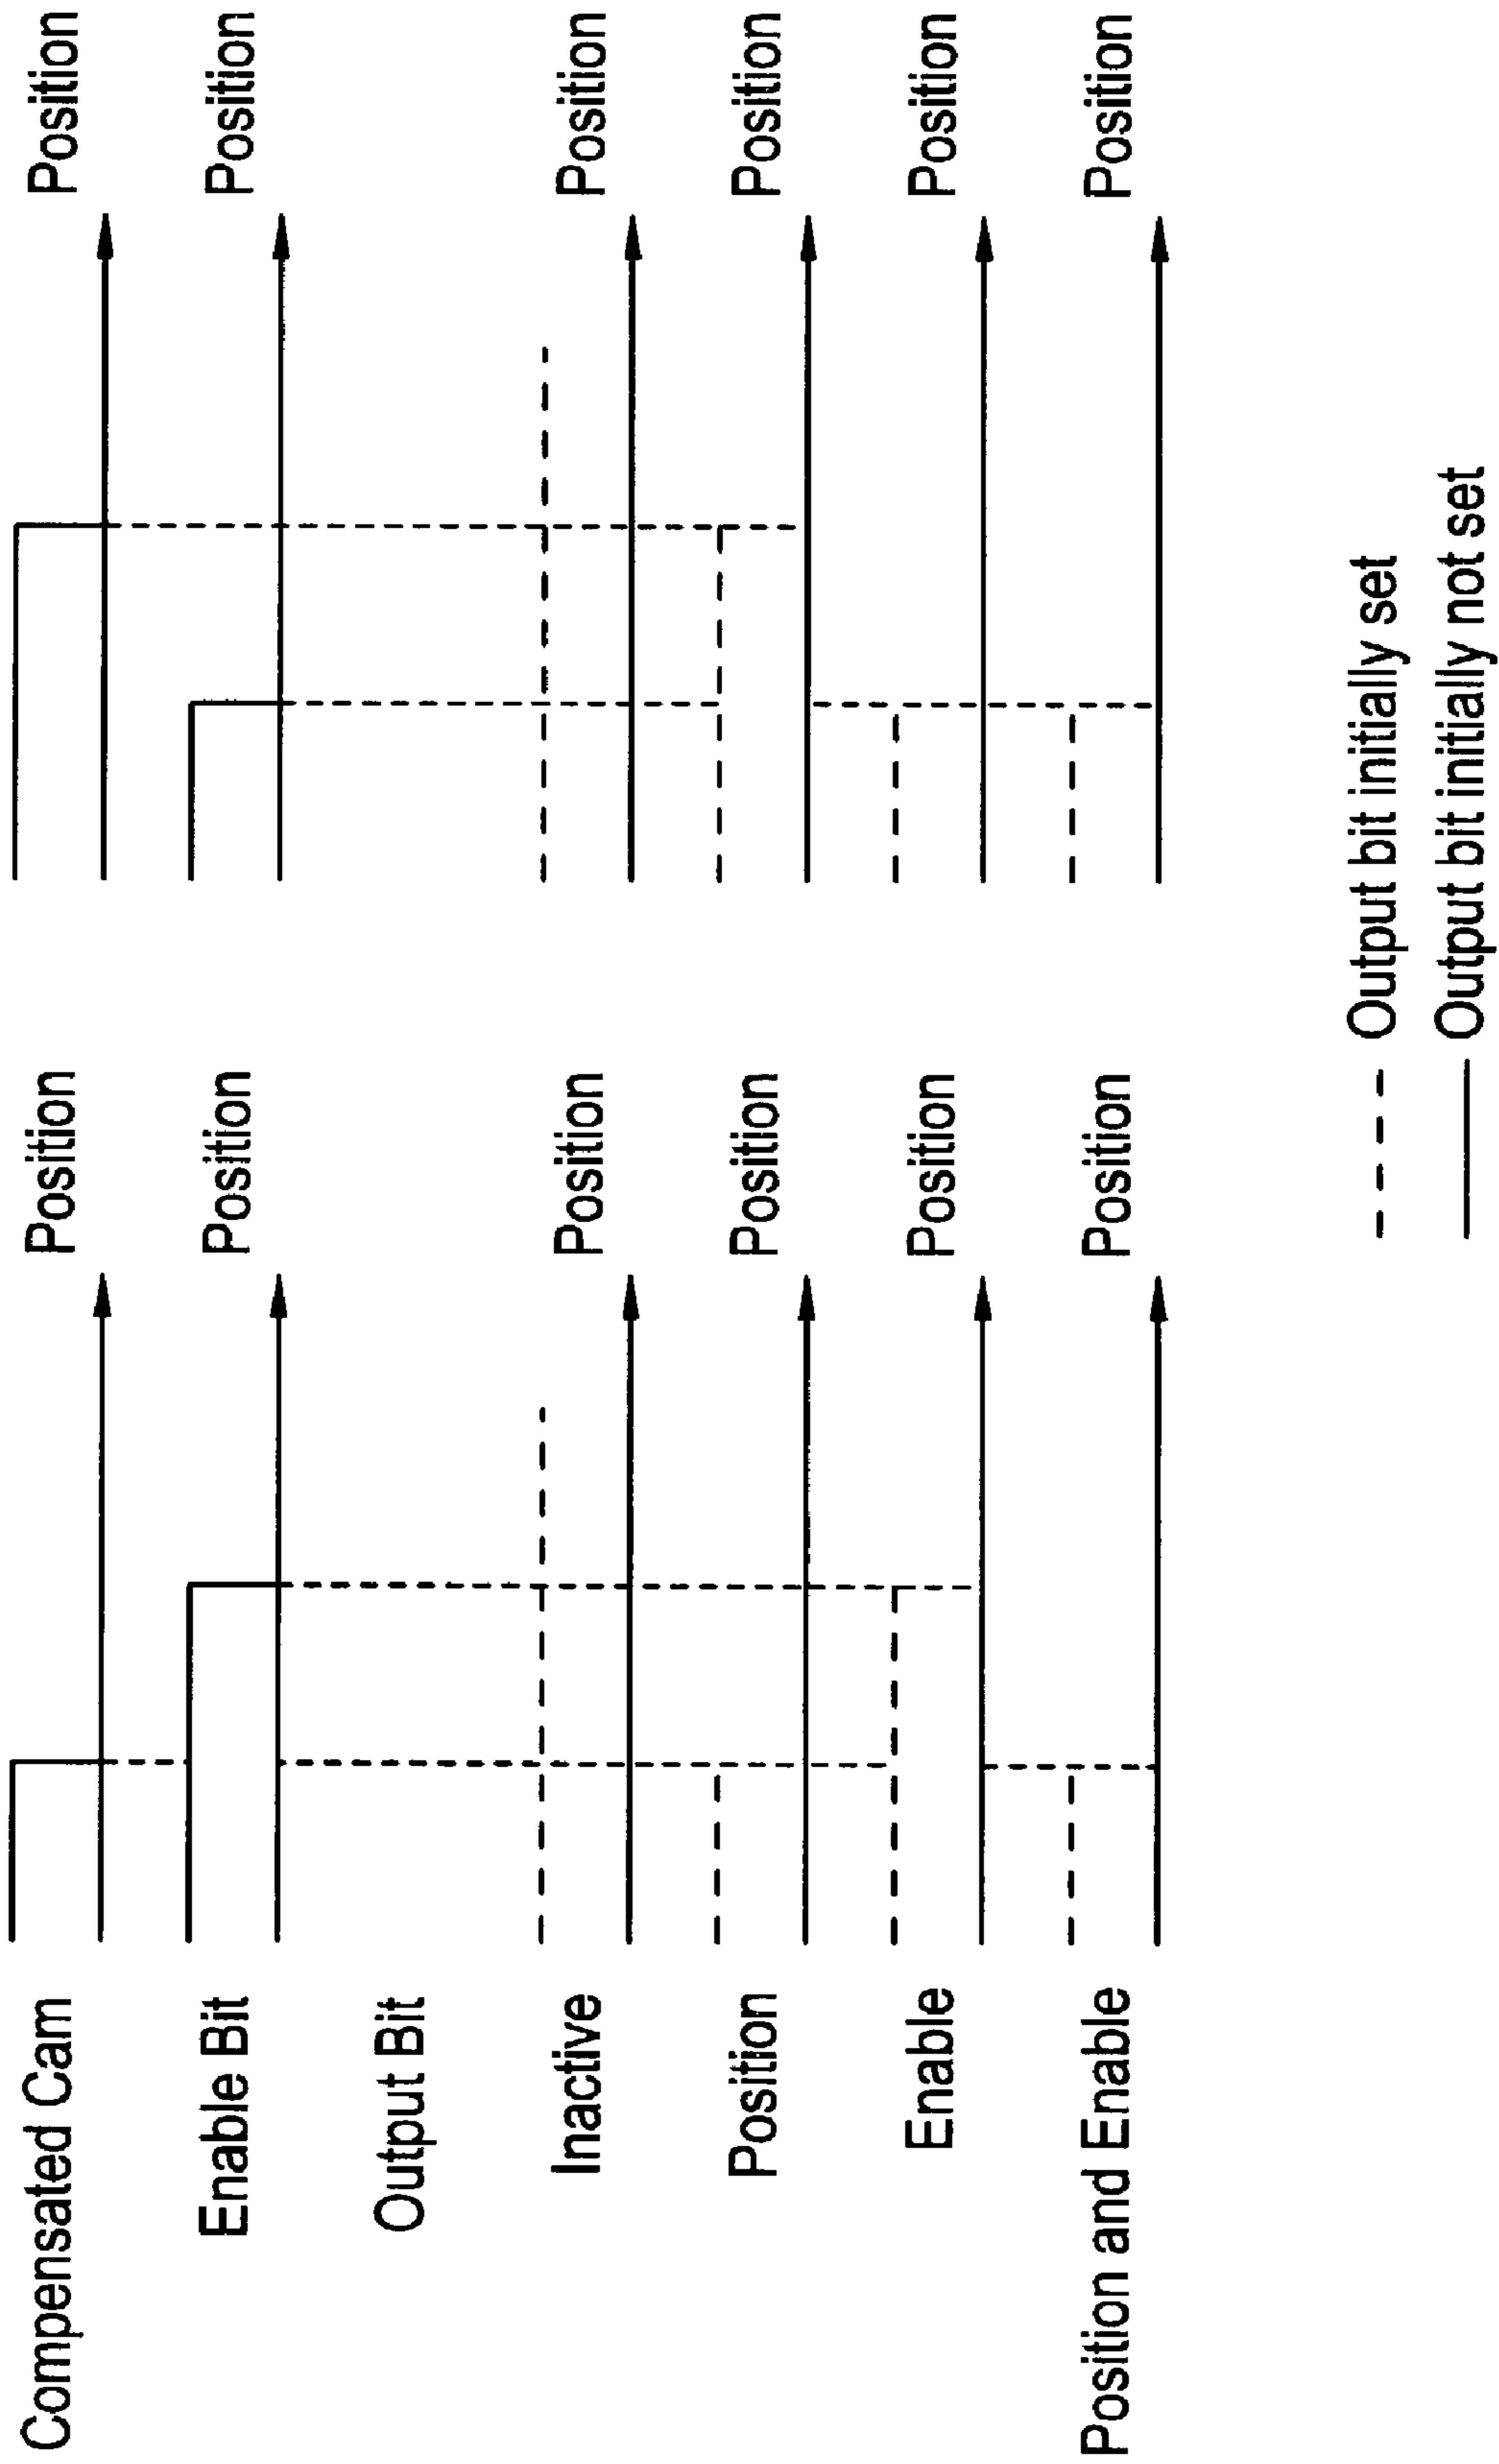 Compensated Cam
Position
Position
Enable Bit
Position
Position
Output Bit
Inactive
Position
Position
Position
Position
Position
Enable
Position
Position
Position and Enable
Position
Position
Output bit initially set
Output bit initially not set